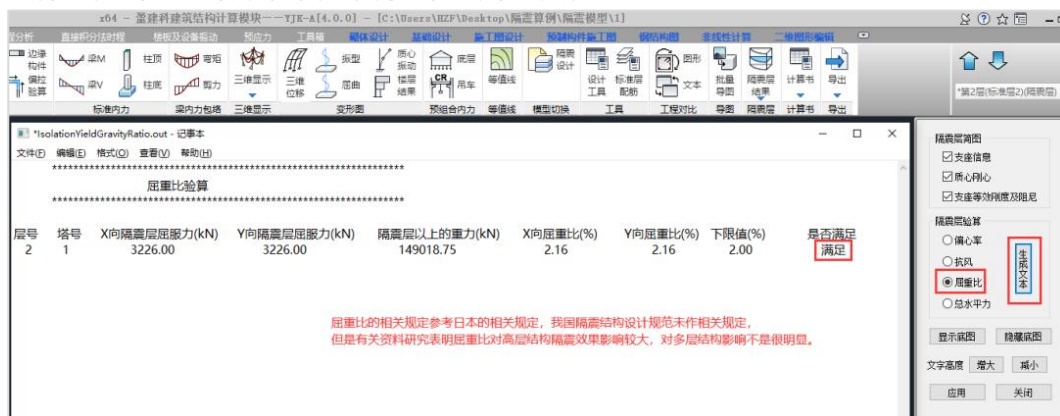 x64 - 盈建科建筑结构计算模块--YJK-A[4.0.0] - [C:\Users\HZF\Desktop\隔震算例\隔震模型\1]
直接积分法时程 楼板及设备振动 预应力 工具箱 砌体设计 基础设计 施工图设计 预制构件施工图 钢结构图 非线性计算 二维图形编辑
边缘构件 梁M 柱顶 弯矩 三维显示 三维位移 振型 质心振动 底层 等值线 隔震设计 设计工具 标准层配筋 图形 批量导图 隔震层结果 计算书 导出
偏拉验算 梁V 柱底 剪力 屈曲 楼层结果 吊车 文本
标准内力 梁内力包络 三维显示 变形图 预组合内力 等值线 模型切换 工具 工程对比 导图 隔震层 计算书 导出
*第2层(标准层2)(隔震层)
*IsolationYieldGravityRatio.out - 记事本
文件(F) 编辑(E) 格式(O) 查看(V) 帮助(H)
屈重比验算
层号 塔号 X向隔震层屈服力(kN) Y向隔震层屈服力(kN) 隔震层以上的重力(kN) X向屈重比(%) Y向屈重比(%) 下限值(%) 是否满足
2 1 3226.00 3226.00 149018.75 2.16 2.16 2.00 满足
屈重比的相关规定参考日本的相关规定，我国隔震结构设计规范未作相关规定，
但是有关资料研究表明屈重比对高层结构隔震效果影响较大，对多层结构影响不是很明显。
隔震层简图
支座信息
质心刚心
支座等效刚度及阻尼
隔震层验算
偏心率
抗风
屈重比
总水平力
生成文本
显示底图 隐藏底图
文字高度 增大 减小
应用 关闭